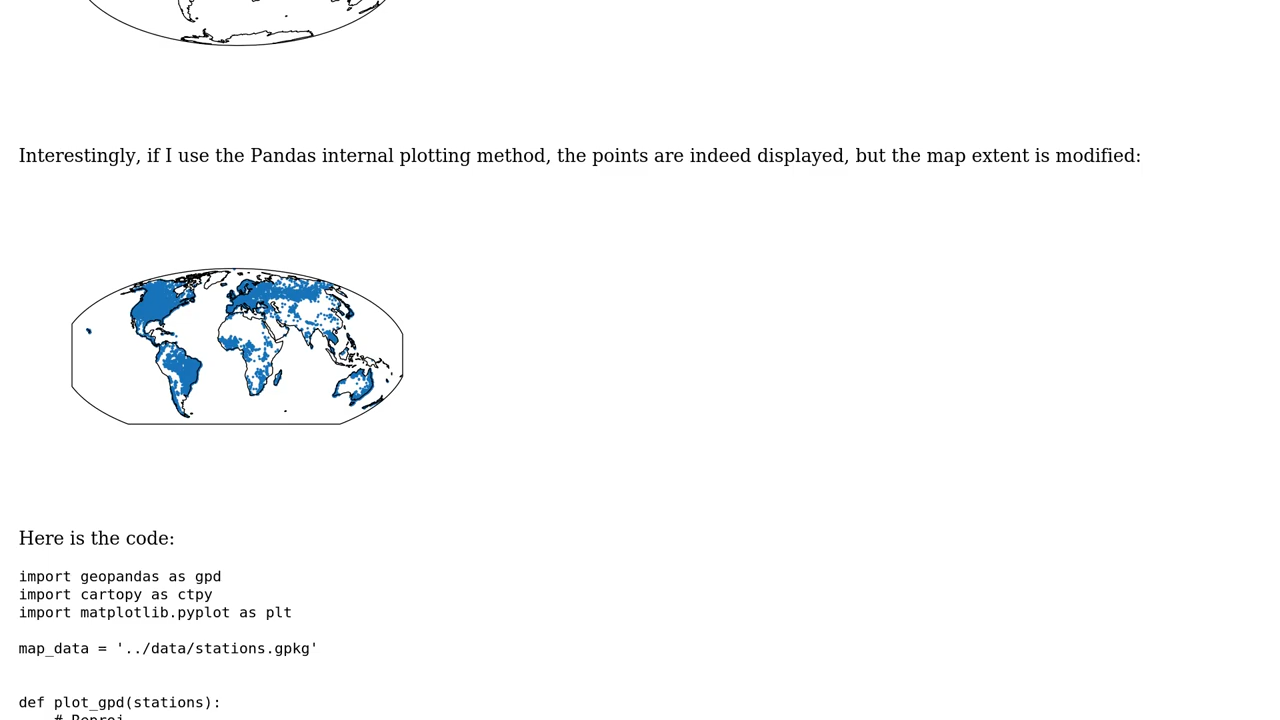 Interestingly, if I use the Pandas internal plotting method, the points are indeed displayed, but the map extent is modified:
Here is the code:
import geopandas as gpd
import cartopy as ctpy
import matplotlib.pyplot as plt
map_data = '../data/stations.gpkg'
def plot_gpd(stations):
# Reproj